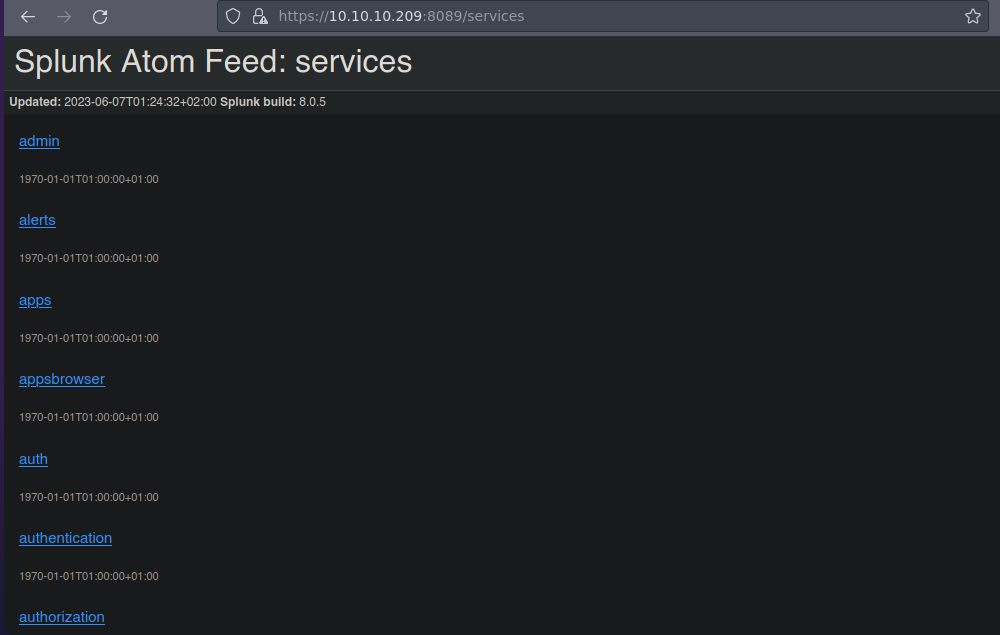 https://10.10.10.209:8089/services
Splunk Atom Feed: services
Updated: 2023-06-07T01:24:32+02:00 Splunk build: 8.0.5
admin
1970-01-01T01:00:00+01:00
alerts
1970-01-01T01:00:00+01:00
apps
1970-01-01T01:00:00+01:00
appsbrowser
1970-01-01T01:00:00+01:00
auth
1970-01-01T01:00:00+01:00
authentication
1970-01-01T01:00:00+01:00
authorization